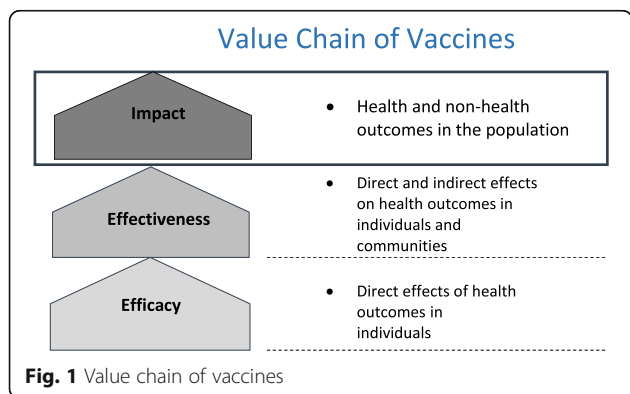 Value Chain of Vaccines
Impact
• Health and non-health
outcomes in the population
Effectiveness
• Direct and indirect effects
on health outcomes in
individuals and
communities
Efficacy
• Direct effects of health
outcomes in
individuals
Fig. 1 Value chain of vaccines